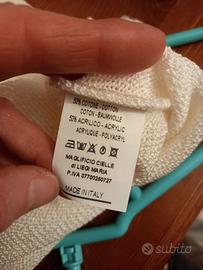 50% COTONE - COTTON
COTON - BAUMWOLLE
50% ACRILICO - ACRYLIC
ACRYLIQUE - POLYACRYL
MAGLIFICIO CIELLE
di LIEGI MARIA
P.IVA 07700260727
MADE IN ITALY
subito